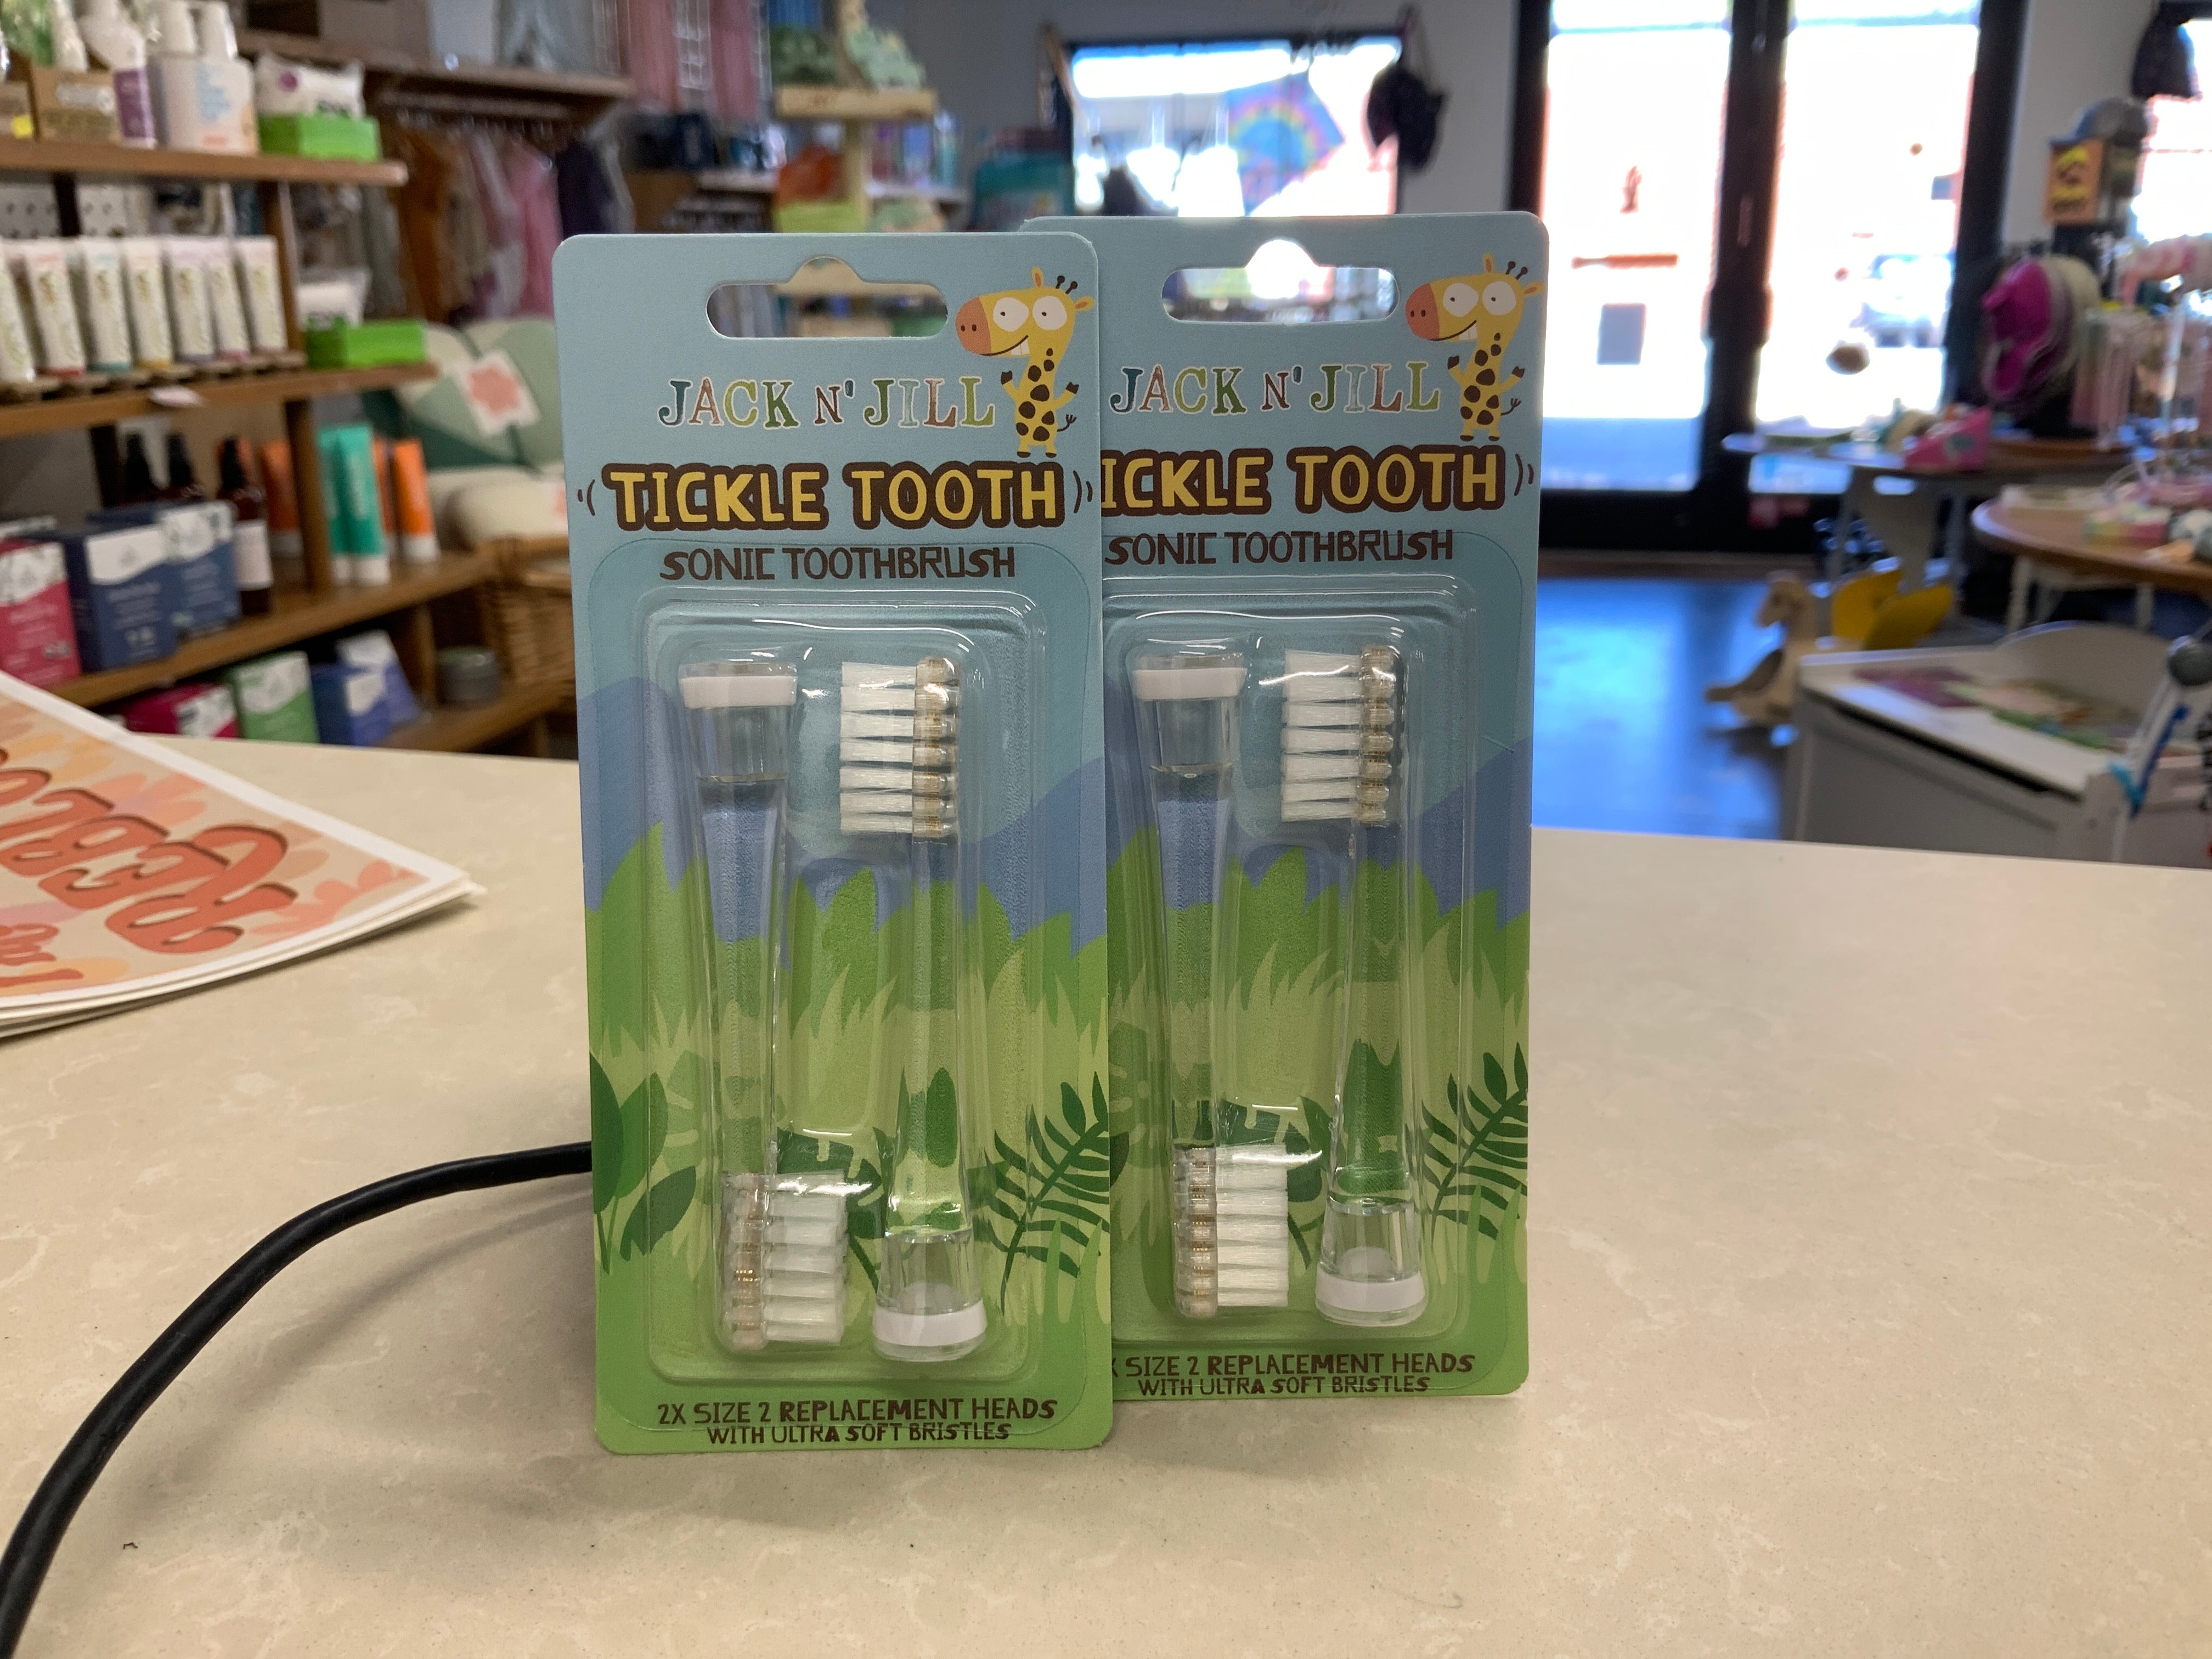 JACK N' JILL
TICKLE TOOTH
SONIC TOOTHBRUSH
2X SIZE 2 REPLACEMENT HEADS
WITH ULTRA SOFT BRISTLES
JACK N' JILL
ICKLE TOOTH
SONIC TOOTHBRUSH
X SIZE 2 REPLACEMENT HEADS
WITH ULTRA SOFT BRISTLES